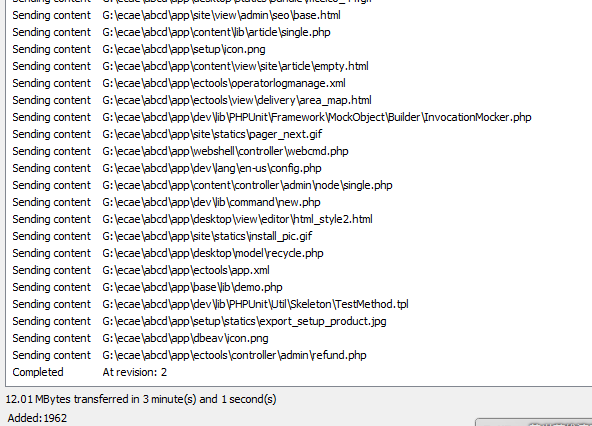 Sending content G:\ecae\abcd\app\site\view\admin\seo\base.html
Sending content G:\ecae\abcd\app\content\lib\article\single.php
Sending content G:\ecae\abcd\app\setup\icon.png
Sending content G:\ecae\abcd\app\content\view\site\article\empty.html
Sending content G:\ecae\abcd\app\ectools\operatorlogmanage.xml
Sending content G:\ecae\abcd\app\ectools\view\delivery\area_map.html
Sending content G:\ecae\abcd\app\dev\lib\PHPUnit\Framework\MockObject\Builder\InvocationMocker.php
Sending content G:\ecae\abcd\app\site\statics\pager_next.gif
Sending content G:\ecae\abcd\app\webshell\controller\webcmd.php
Sending content G:\ecae\abcd\app\dev\lang\en-us\config.php
Sending content G:\ecae\abcd\app\content\controller\admin\node\single.php
Sending content G:\ecae\abcd\app\dev\lib\command\new.php
Sending content G:\ecae\abcd\app\desktop\view\editor\html_style2.html
Sending content G:\ecae\abcd\app\site\statics\install_pic.gif
Sending content G:\ecae\abcd\app\desktop\model\recycle.php
Sending content G:\ecae\abcd\app\ectools\app.xml
Sending content G:\ecae\abcd\app\base\lib\demo.php
Sending content G:\ecae\abcd\app\dev\lib\PHPUnit\Util\Skeleton\TestMethod.tpl
Sending content G:\ecae\abcd\app\setup\statics\export_setup_product.jpg
Sending content G:\ecae\abcd\app\dbeav\icon.png
Sending content G:\ecae\abcd\app\ectools\controller\admin\refund.php
Completed At revision: 2
12.01 MBytes transferred in 3 minute(s) and 1 second(s)
Added:1962